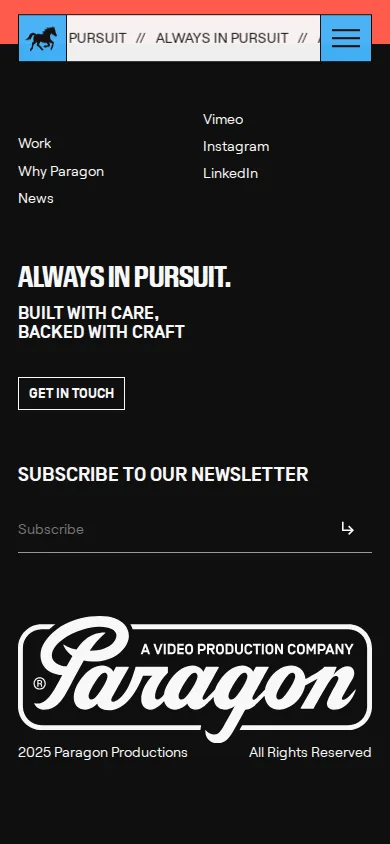 PURSUIT // ALWAYS IN PURSUIT //
Work
Why Paragon
News
Vimeo
Instagram
LinkedIn
ALWAYS IN PURSUIT.
BUILT WITH CARE,
BACKED WITH CRAFT
GET IN TOUCH
SUBSCRIBE TO OUR NEWSLETTER
Subscribe
A VIDEO PRODUCTION COMPANY
Paragon
®
2025 Paragon Productions
All Rights Reserved